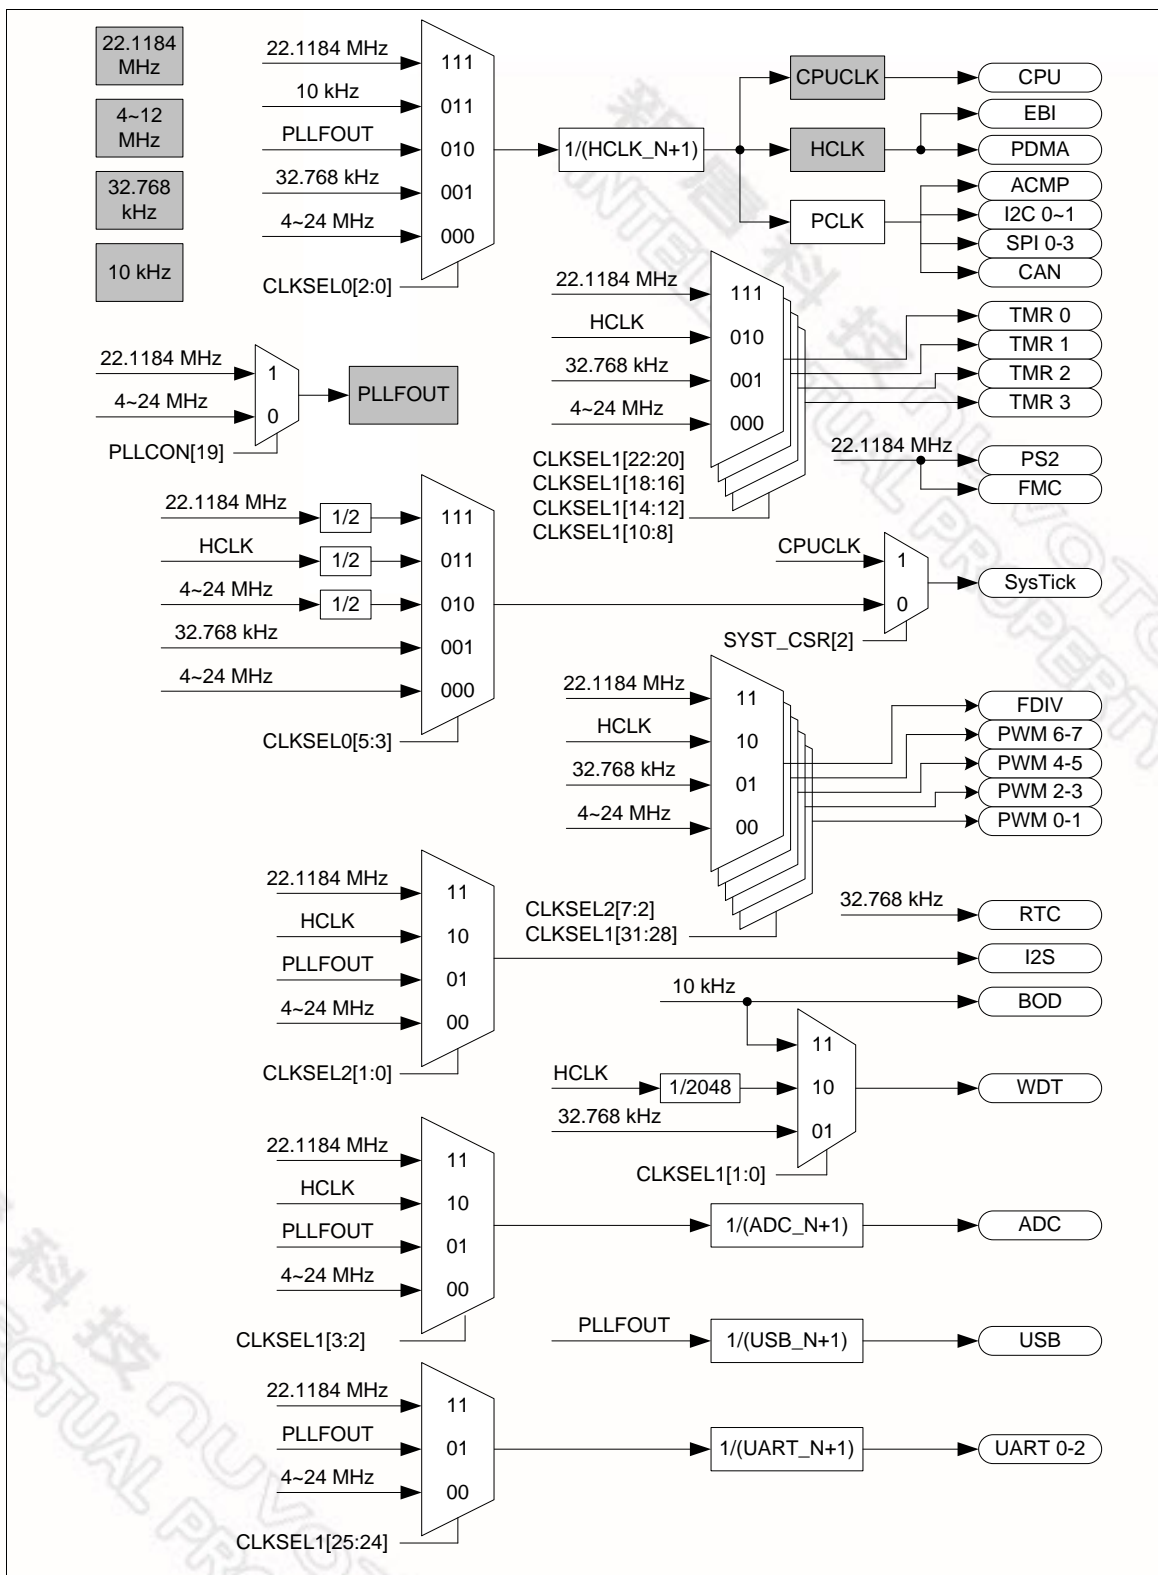 22.1184
MHz
4~12
MHz
32.768
kHz
10 kHz
22.1184 MHz
111
10 kHz
011
PLLFOUT
010
32.768 kHz
001
4~24 MHz
000
CLKSEL0[2:0]
1/(HCLK_N+1)
CPUCLK
HCLK
PCLK
CPU
EBI
PDMA
ACMP
I2C 0~1
SPI 0-3
CAN
22.1184 MHz
111
HCLK
010
32.768 kHz
001
4~24 MHz
000
CLKSEL1[22:20]
CLKSEL1[18:16]
CLKSEL1[14:12]
CLKSEL1[10:8]
TMR 0
TMR 1
TMR 2
TMR 3
22.1184 MHz
1
4~24 MHz
0
PLLCON[19]
PLLFOUT
22.1184 MHz
PS2
FMC
22.1184 MHz
1/2
111
HCLK
1/2
011
4~24 MHz
1/2
010
32.768 kHz
001
4~24 MHz
000
CLKSEL0[5:3]
CPUCLK
1
0
SYST_CSR[2]
SysTick
22.1184 MHz
11
HCLK
10
32.768 kHz
01
4~24 MHz
00
CLKSEL2[7:2]
CLKSEL1[31:28]
FDIV
PWM 6-7
PWM 4-5
PWM 2-3
PWM 0-1
32.768 kHz
RTC
22.1184 MHz
11
HCLK
10
PLLFOUT
01
4~24 MHz
00
CLKSEL2[1:0]
I2S
10 kHz
BOD
11
HCLK
1/2048
10
32.768 kHz
01
CLKSEL1[1:0]
WDT
22.1184 MHz
11
HCLK
10
PLLFOUT
01
4~24 MHz
00
CLKSEL1[3:2]
1/(ADC_N+1)
ADC
PLLFOUT
1/(USB_N+1)
USB
22.1184 MHz
11
PLLFOUT
01
4~24 MHz
00
CLKSEL1[25:24]
1/(UART_N+1)
UART 0-2
新唐科技 nuvoTo
INTELLECTUAL PROPERTY
科技 nuvoto
ECTUAL PRO